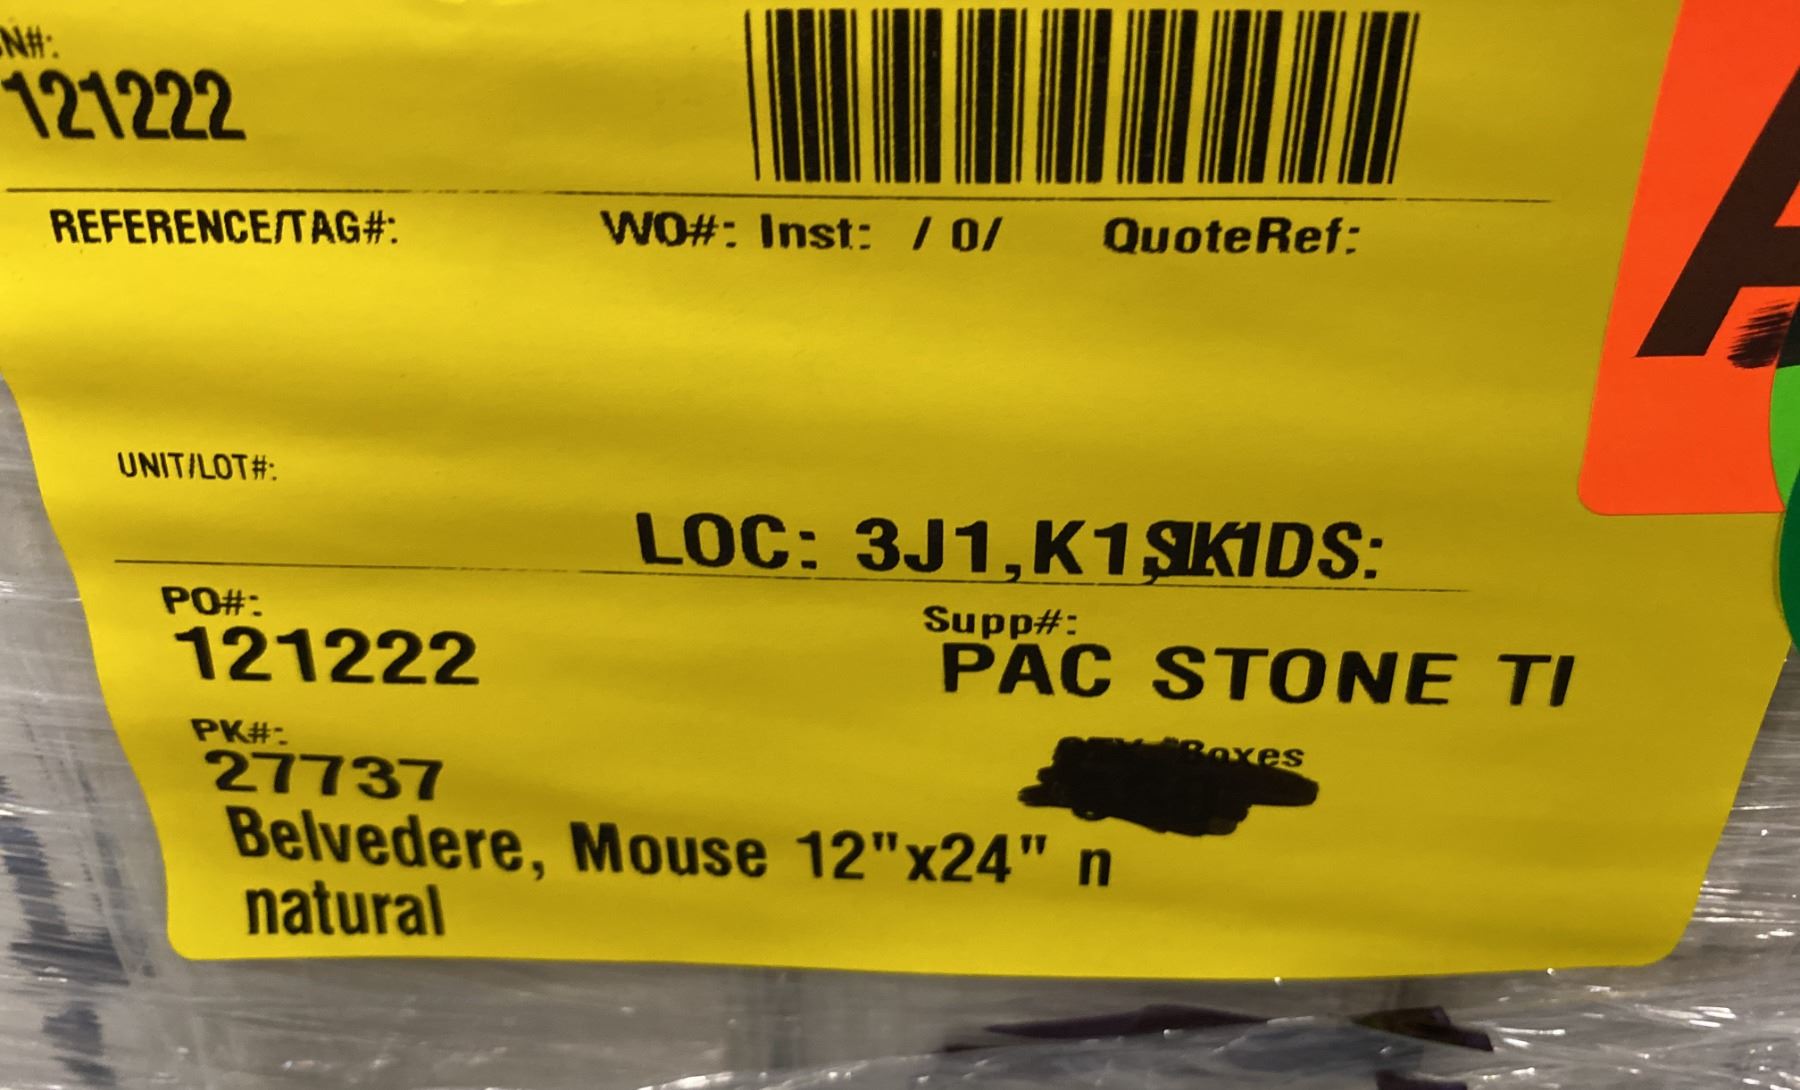 N#:
121222
REFERENCE/TAG#: WO#: Inst: / 0/ QuoteRef:
A
UNIT/LOT#:
LOC: 3J1,K1, SKIDS:
PO#: Supp#:
121222 PAC STONE TI
PK#: Boxes
27737
Belvedere, Mouse 12"x24" n
natural